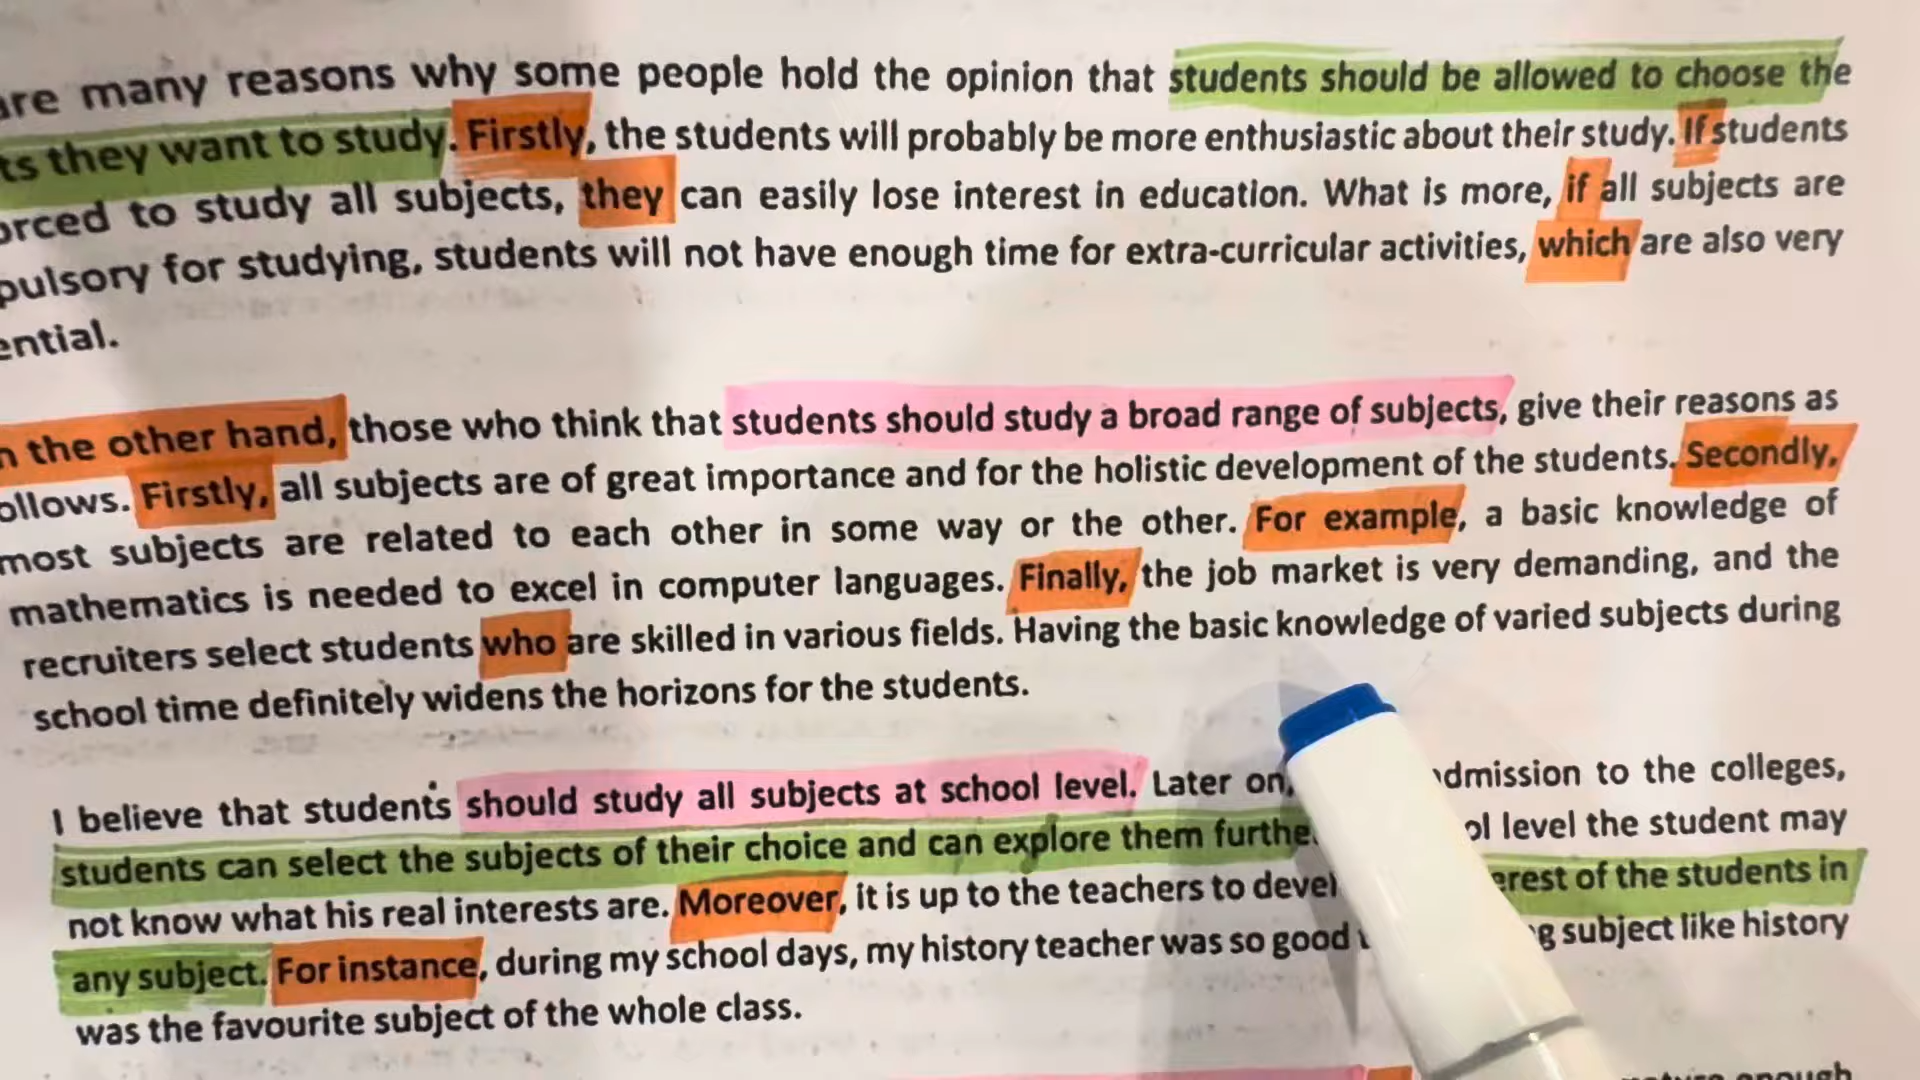 are many reasons why some people hold the opinion that students should be allowed to choose the
ts they want to study. Firstly, the students will probably be more enthusiastic about their study. If students
orced to study all subjects, they can easily lose interest in education. What is more, if all subjects are
pulsory for studying, students will not have enough time for extra-curricular activities, which are also very
ential.
n the other hand, those who think that students should study a broad range of subjects, give their reasons as
ollows. Firstly, all subjects are of great importance and for the holistic development of the students. Secondly,
most subjects are related to each other in some way or the other. For example, a basic knowledge of
mathematics is needed to excel in computer languages. Finally, the job market is very demanding, and the
recruiters select students who are skilled in various fields. Having the basic knowledge of varied subjects during
school time definitely widens the horizons for the students.
I believe that students should study all subjects at school level. Later on, dmission to the colleges,
students can select the subjects of their choice and can explore them furthe ol level the student may
not know what his real interests are. Moreover, it is up to the teachers to devel erest of the students in
any subject. For instance, during my school days, my history teacher was so good g subject like history
was the favourite subject of the whole class.
enough